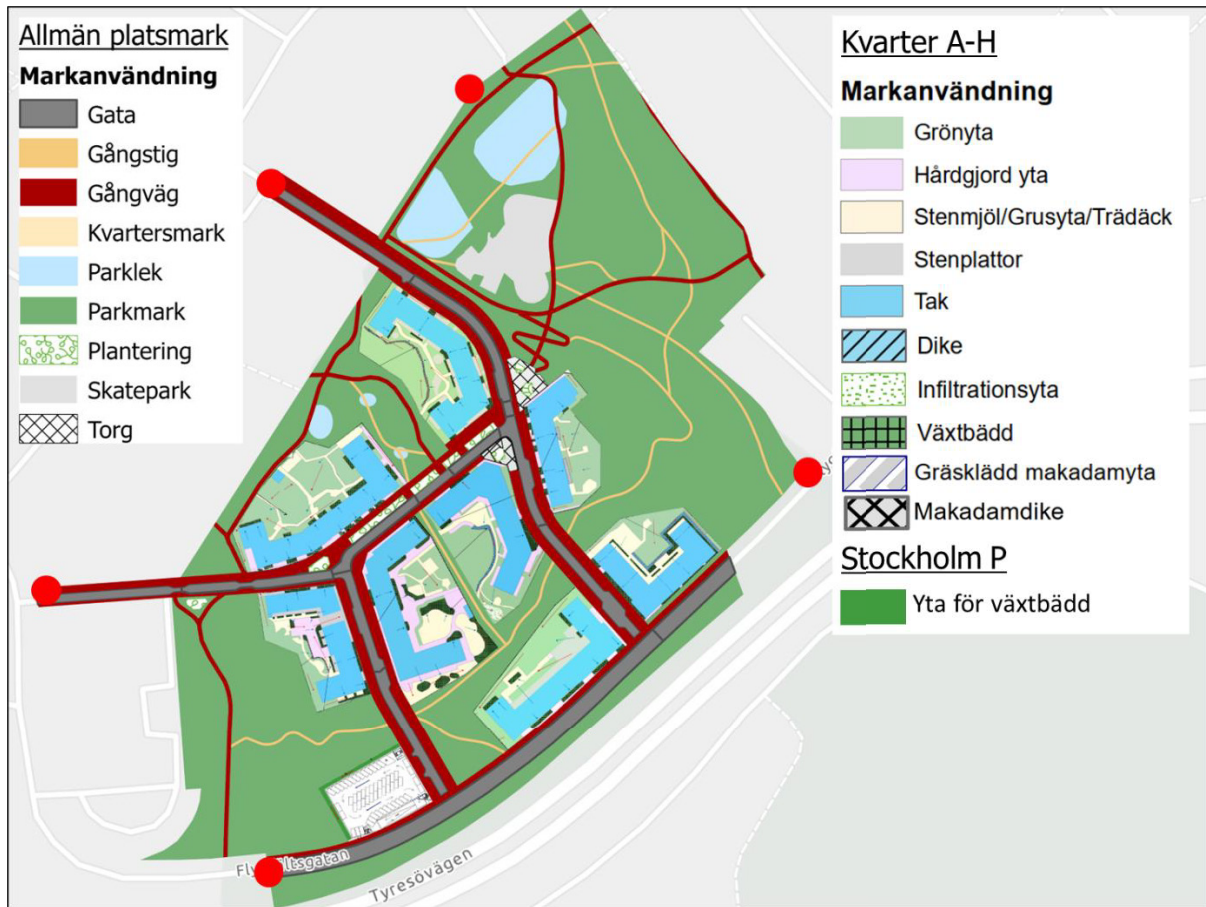 Allmän platsmark
Markanvändning
Gata
Gångstig
Gångväg
Kvartersmark
Parklek
Parkmark
Plantering
Skatepark
Torg
Kvarter A-H
Markanvändning
Grönyta
Hårdgjord yta
Stenmjöl/Grusyta/Trädäck
Stenplattor
Tak
Dike
Infiltrationsyta
Växtbädd
Gräsklädd makadamyta
Makadamdike
Stockholm P
Yta för växtbädd
Tyresövägen